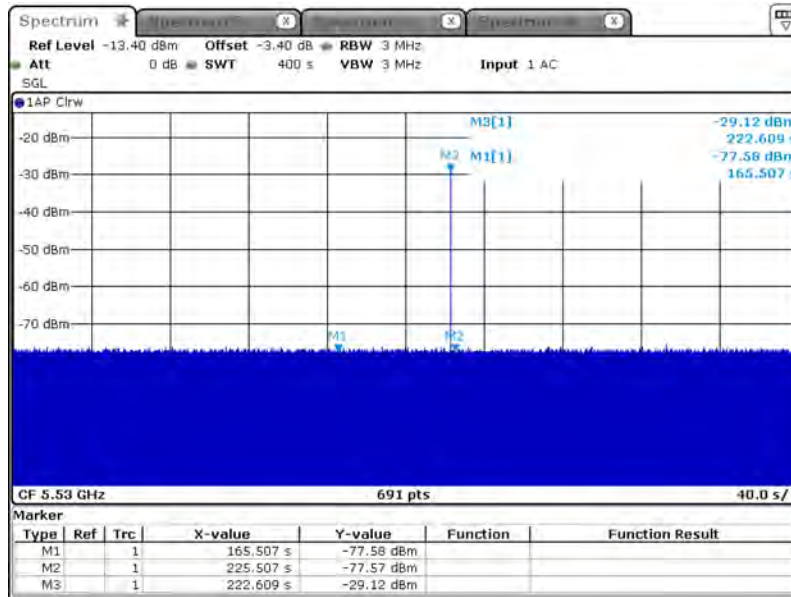 Spectrum
Ref Level -13.40 dBm Offset -3.40 dB RBW 3 MHz
Att 0 dB SWT 400 s VBW 3 MHz Input 1 AC
SGL
1AP Clrw
M3[1] -29.12 dBm
-20 dBm 222.609 s
M3 M1[1] -77.58 dBm
-30 dBm 165.507 s
-40 dBm
-50 dBm
-60 dBm
-70 dBm
M1 M2
CF 5.53 GHz 691 pts 40.0 s/
Marker
Type Ref Trc X-value Y-value Function Function Result
M1 1 165.507 s -77.58 dBm
M2 1 225.507 s -77.57 dBm
M3 1 222.609 s -29.12 dBm